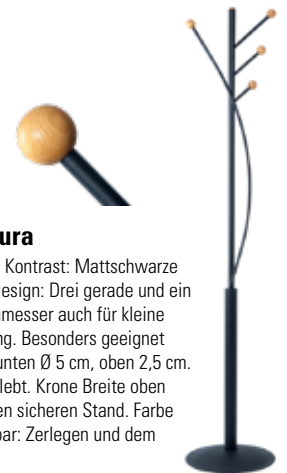 ura
Kontrast: Mattschwarze
esign: Drei gerade und ein
nmesser auch für kleine
ng. Besonders geeignet
unten Ø 5 cm, oben 2,5 cm.
lebt. Krone Breite oben
en sicheren Stand. Farbe
bar: Zerlegen und dem